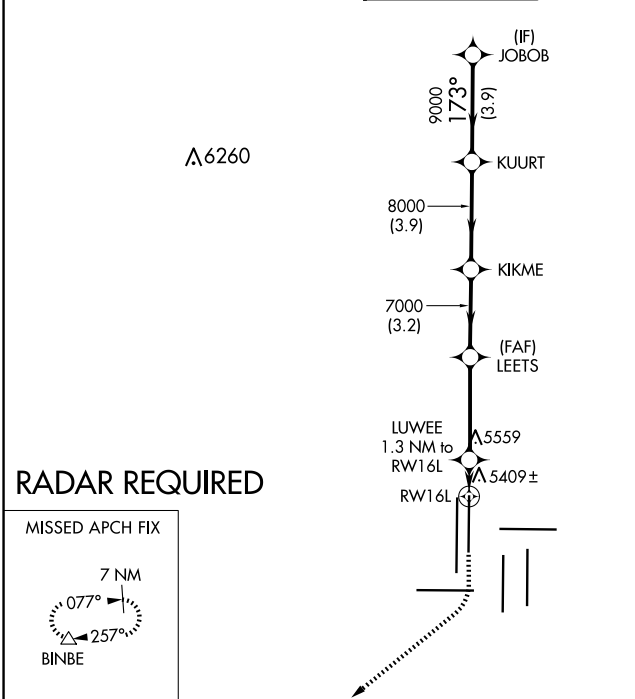 (IF)
JOBOB
9000
173°
(3.9)
6260
KUURT
8000
(3.9)
KIKME
7000
(3.2)
(FAF)
LEETS
LUWEE
1.3 NM to
RW16L
5559
5409±
RW16L
RADAR REQUIRED
MISSED APCH FIX
7 NM
077°
257°
BINBE